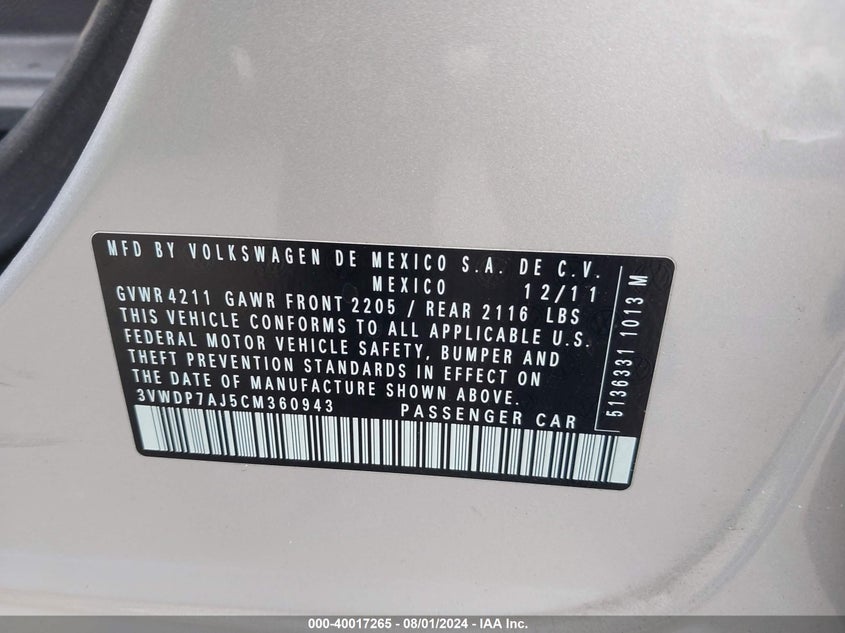 MFD BY VOLKSWAGEN DE MEXICO S.A. DE C.V.
MEXICO 12/11
GVWR 4211 GAWR FRONT 2205 / REAR 2116 LBS
THIS VEHICLE CONFORMS TO ALL APPLICABLE U.S.
FEDERAL MOTOR VEHICLE SAFETY, BUMPER AND
THEFT PREVENTION STANDARDS IN EFFECT ON
THE DATE OF MANUFACTURE SHOWN ABOVE.
3VWDP7AJ5CM360943 PASSENGER CAR
5136331 1013 M
000-40017265 - 08/01/2024 - IAA Inc.